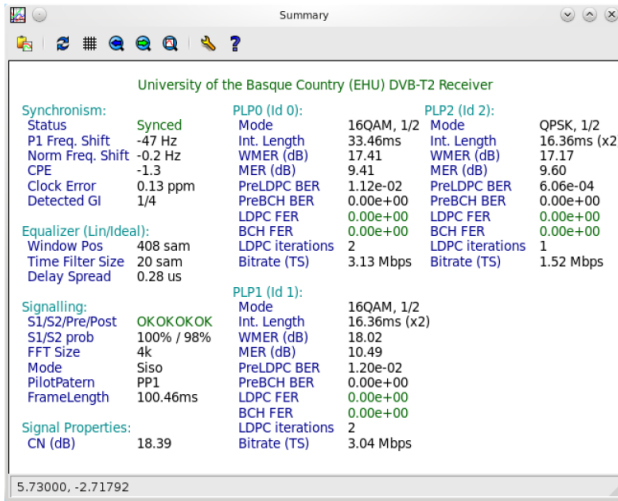 Summary
University of the Basque Country (EHU) DVB-T2 Receiver
Synchronism:
Status Synced
P1 Freq. Shift -47 Hz
Norm Freq. Shift -0.2 Hz
CPE -1.3
Clock Error 0.13 ppm
Detected GI 1/4
Equalizer (Lin/Ideal):
Window Pos 408 sam
Time Filter Size 20 sam
Delay Spread 0.28 us
Signalling:
S1/S2/Pre/Post OKOKOKOK
S1/S2 prob 100% / 98%
FFT Size 4k
Mode Siso
PilotPatern PP1
FrameLength 100.46ms
Signal Properties:
CN (dB) 18.39
PLP0 (Id 0):
Mode 16QAM, 1/2
Int. Length 33.46ms
WMER (dB) 17.41
MER (dB) 9.41
PreLDPC BER 1.12e-02
PreBCH BER 0.00e+00
LDPC FER 0.00e+00
BCH FER 0.00e+00
LDPC iterations 2
Bitrate (TS) 3.13 Mbps
PLP1 (Id 1):
Mode 16QAM, 1/2
Int. Length 16.36ms (x2)
WMER (dB) 18.02
MER (dB) 10.49
PreLDPC BER 1.20e-02
PreBCH BER 0.00e+00
LDPC FER 0.00e+00
BCH FER 0.00e+00
LDPC iterations 2
Bitrate (TS) 3.04 Mbps
PLP2 (Id 2):
Mode QPSK, 1/2
Int. Length 16.36ms (x2
WMER (dB) 17.17
MER (dB) 9.60
PreLDPC BER 6.06e-04
PreBCH BER 0.00e+00
LDPC FER 0.00e+00
BCH FER 0.00e+00
LDPC iterations 1
Bitrate (TS) 1.52 Mbps
5.73000, -2.71792